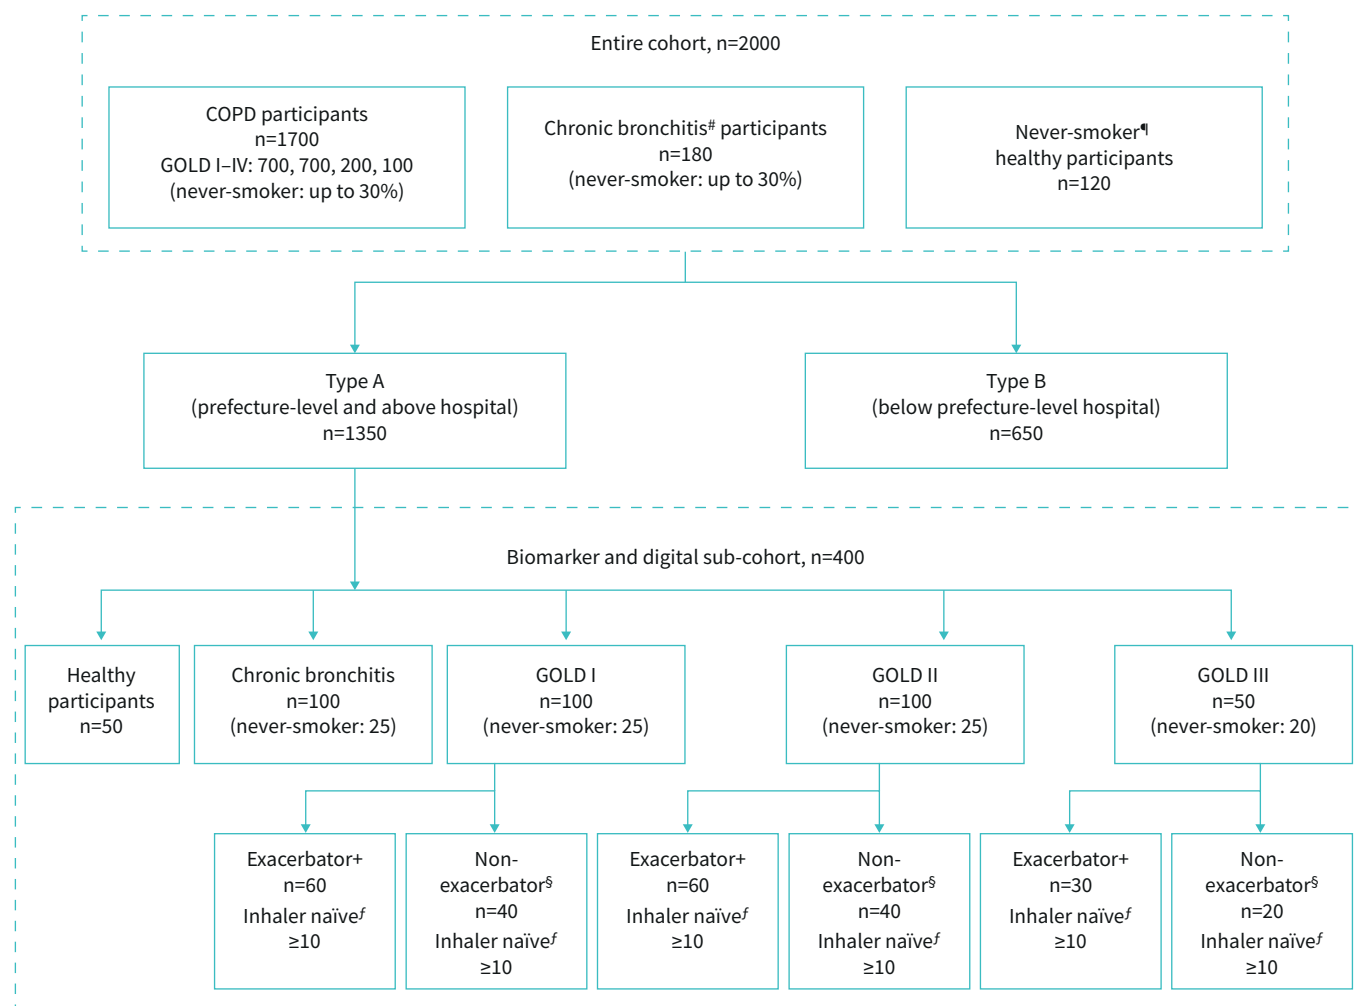 Entire cohort, n=2000
COPD participants
n=1700
GOLD I–IV: 700, 700, 200, 100
(never-smoker: up to 30%)
Chronic bronchitis# participants
n=180
(never-smoker: up to 30%)
Never-smoker¶
healthy participants
n=120
Type A
(prefecture-level and above hospital)
n=1350
Type B
(below prefecture-level hospital)
n=650
Biomarker and digital sub-cohort, n=400
Healthy
participants
n=50
Chronic bronchitis
n=100
(never-smoker: 25)
GOLD I
n=100
(never-smoker: 25)
GOLD II
n=100
(never-smoker: 25)
GOLD III
n=50
(never-smoker: 20)
Exacerbator+
n=60
Inhaler naïveƒ
≥10
Non-
exacerbator§
n=40
Inhaler naïveƒ
≥10
Exacerbator+
n=60
Inhaler naïveƒ
≥10
Non-
exacerbator§
n=40
Inhaler naïveƒ
≥10
Exacerbator+
n=30
Inhaler naïveƒ
≥10
Non-
exacerbator§
n=20
Inhaler naïveƒ
≥10